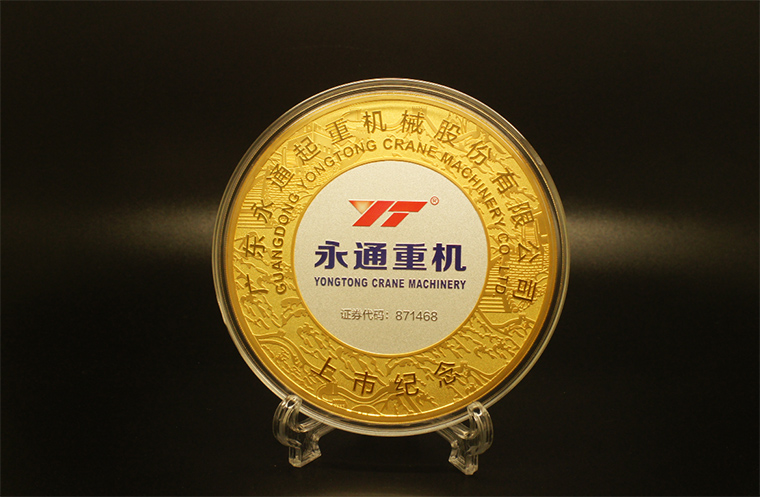 广东永通起重机械股份有限公司
GUANGDONG YONGTONG CRANE MACHINERY CO. LTD
YT®
永通重机
YONGTONG CRANE MACHINERY
证券代码：871468
上市纪念